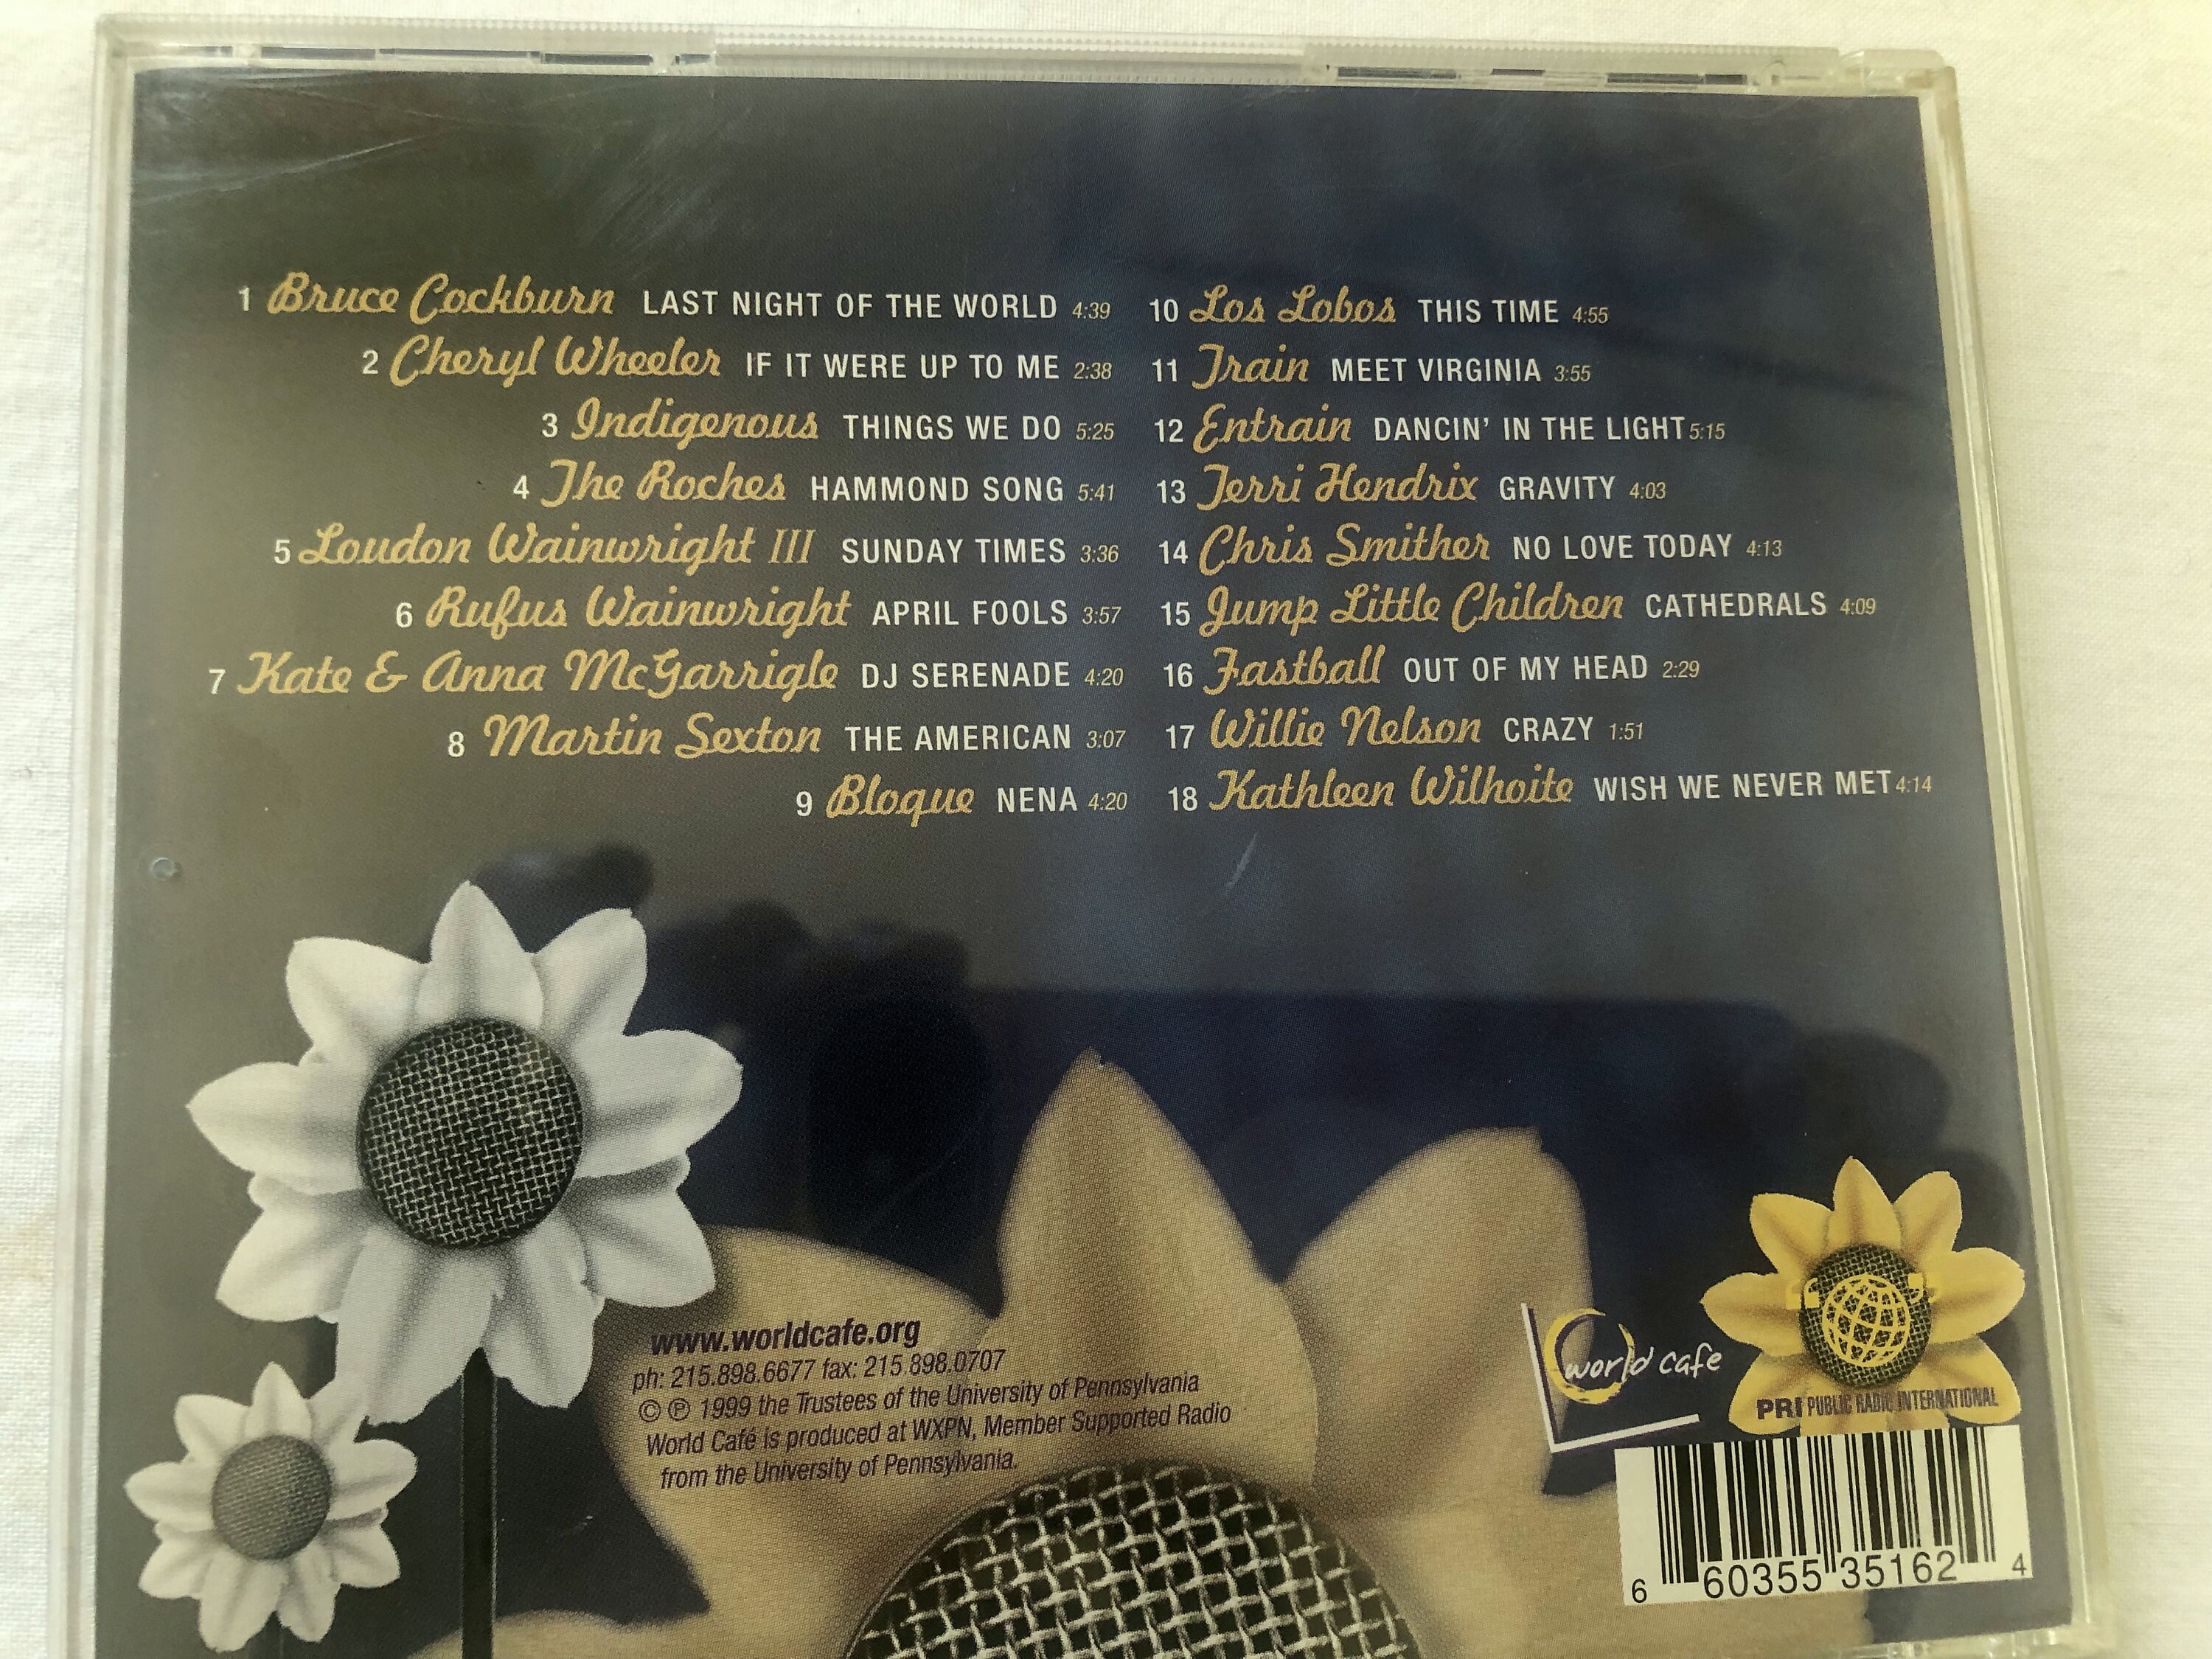 1 Bruce Cockburn LAST NIGHT OF THE WORLD 4:39
2 Cheryl Wheeler IF IT WERE UP TO ME 2:38
3 Indigenous THINGS WE DO 5:25
4 The Roches HAMMOND SONG 5:41
5 Loudon Wainwright III SUNDAY TIMES 3:36
6 Rufus Wainwright APRIL FOOLS 3:57
7 Kate & Anna McGarrigle DJ SERENADE 4:20
8 Martin Sexton THE AMERICAN 3:07
9 Bloque NENA 4:20
10 Los Lobos THIS TIME 4:55
11 Train MEET VIRGINIA 3:55
12 Entrain DANCIN' IN THE LIGHT 5:15
13 Terri Hendrix GRAVITY 4:03
14 Chris Smither NO LOVE TODAY 4:13
15 Jump Little Children CATHEDRALS 4:09
16 Fastball OUT OF MY HEAD 2:29
17 Willie Nelson CRAZY 1:51
18 Kathleen Wilhoite WISH WE NEVER MET 4:14
www.worldcafe.org
ph: 215.898.6677 fax: 215.898.0707
© ℗ 1999 the Trustees of the University of Pennsylvania
World Café is produced at WXPN, Member Supported Radio
from the University of Pennsylvania.
world cafe
PRI PUBLIC RADIO INTERNATIONAL
6 60355 35162 4